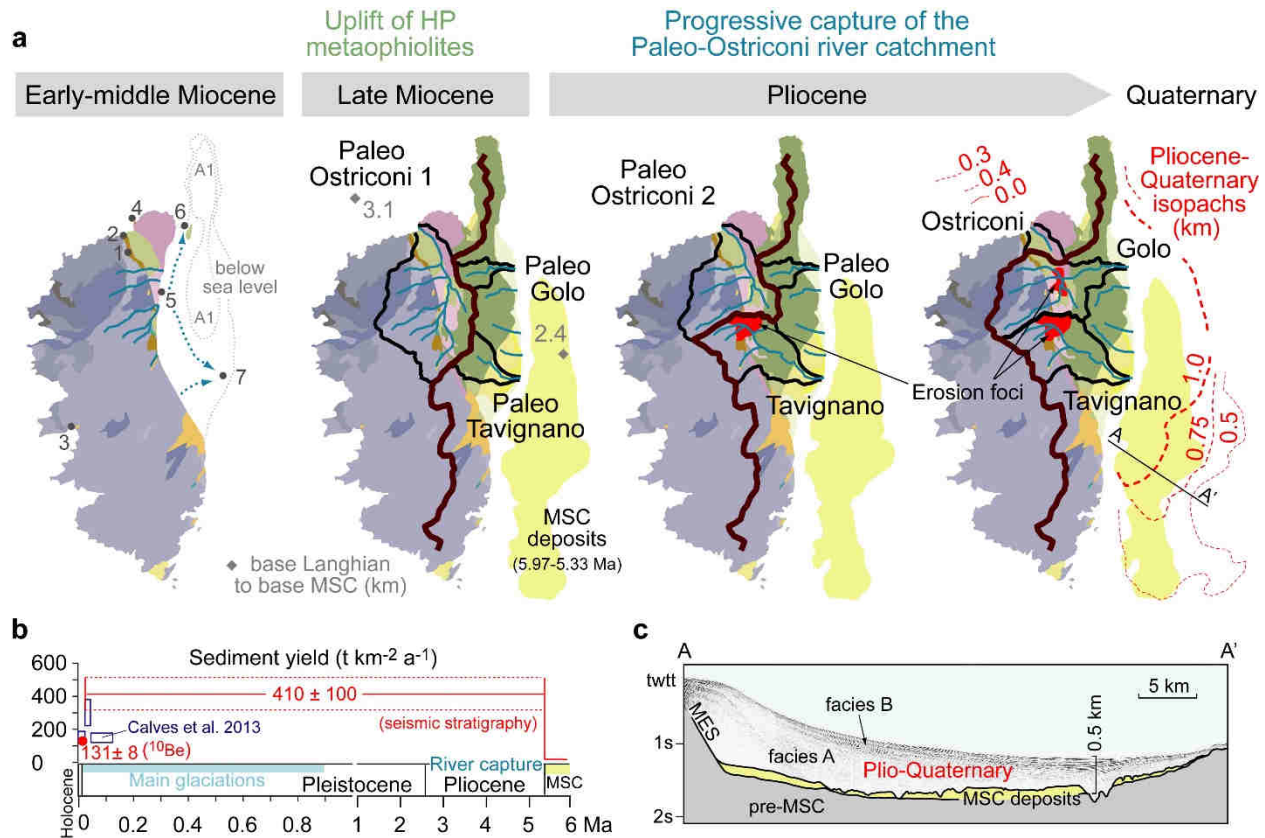 a
Uplift of HP
metaophiolites
Progressive capture of the
Paleo-Ostriconi river catchment
Early-middle Miocene
Late Miocene
Pliocene
Quaternary
A1
4
6
2
1
below
sea level
5
A1
7
3
base Langhian
to base MSC (km)
Paleo
Ostriconi 1
3.1
Paleo
Golo
2.4
Paleo
Tavignano
MSC
deposits
(5.97-5.33 Ma)
Paleo
Ostriconi 2
Paleo
Golo
Erosion foci
Tavignano
0.3
0.4
0.0
Pliocene-
Quaternary
isopachs
(km)
Ostriconi
Golo
Tavignano
1.0
0.75
0.5
A
A'
b
Sediment yield (t km-2 a-1)
600
400
200
0
410 ± 100
(seismic stratigraphy)
Calves et al. 2013
131± 8 (10Be)
River capture
Main glaciations
Holocene
Pleistocene
Pliocene
MSC
0 0.2 0.4 0.6 0.8 1 2 3 4 5 6 Ma
c
A
A'
twtt
1s
2s
MES
facies B
facies A
5 km
0.5 km
Plio-Quaternary
MSC deposits
pre-MSC